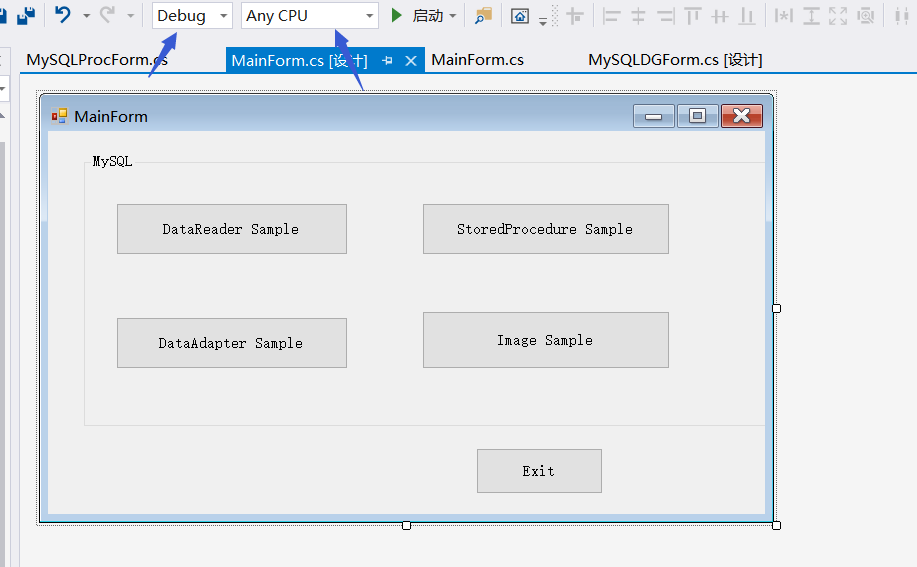 Debug Any CPU 启动
MySQLProcForm.cs MainForm.cs [设计] MainForm.cs MySQLDGForm.cs [设计]
MainForm
MySQL
DataReader Sample StoredProcedure Sample
DataAdapter Sample Image Sample
Exit